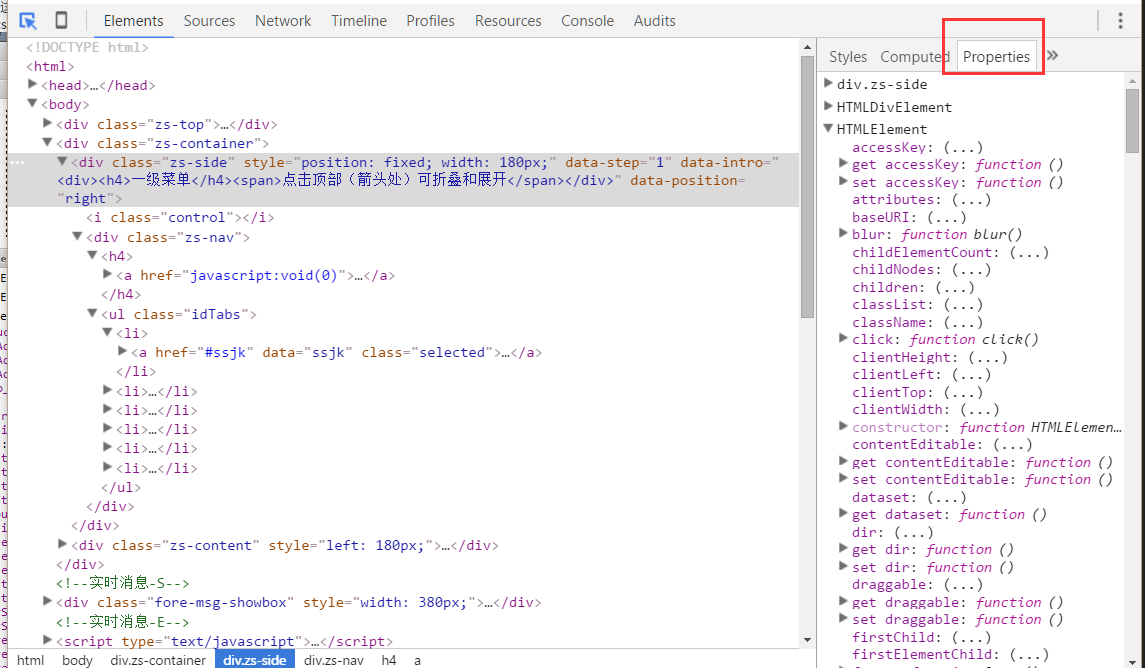 Elements Sources Network Timeline Profiles Resources Console Audits
<!DOCTYPE html>
<html>
<head>…</head>
<body>
<div class="zs-top">…</div>
<div class="zs-container">
<div class="zs-side" style="position: fixed; width: 180px;" data-step="1" data-intro="
<div><h4>一级菜单</h4><span>点击顶部（箭头处）可折叠和展开</span></div>" data-position=
"right">
<i class="control"></i>
<div class="zs-nav">
<h4>
<a href="javascript:void(0)">…</a>
</h4>
<ul class="idTabs">
<li>
<a href="#ssjk" data="ssjk" class="selected">…</a>
</li>
<li>…</li>
<li>…</li>
<li>…</li>
<li>…</li>
<li>…</li>
</ul>
</div>
</div>
<div class="zs-content" style="left: 180px;">…</div>
</div>
<!--实时消息-S-->
<div class="fore-msg-showbox" style="width: 380px;">…</div>
<!--实时消息-E-->
<script type="text/javascript">…</script>
html body div.zs-container div.zs-side div.zs-nav h4 a
Styles Computed Properties »
div.zs-side
HTMLDivElement
HTMLElement
accessKey: (...)
get accessKey: function ()
set accessKey: function ()
attributes: (...)
baseURI: (...)
blur: function blur()
childElementCount: (...)
childNodes: (...)
children: (...)
classList: (...)
className: (...)
click: function click()
clientHeight: (...)
clientLeft: (...)
clientTop: (...)
clientWidth: (...)
constructor: function HTMLElemen…
contentEditable: (...)
get contentEditable: function ()
set contentEditable: function ()
dataset: (...)
get dataset: function ()
dir: (...)
get dir: function ()
set dir: function ()
draggable: (...)
get draggable: function ()
set draggable: function ()
firstChild: (...)
firstElementChild: (...)